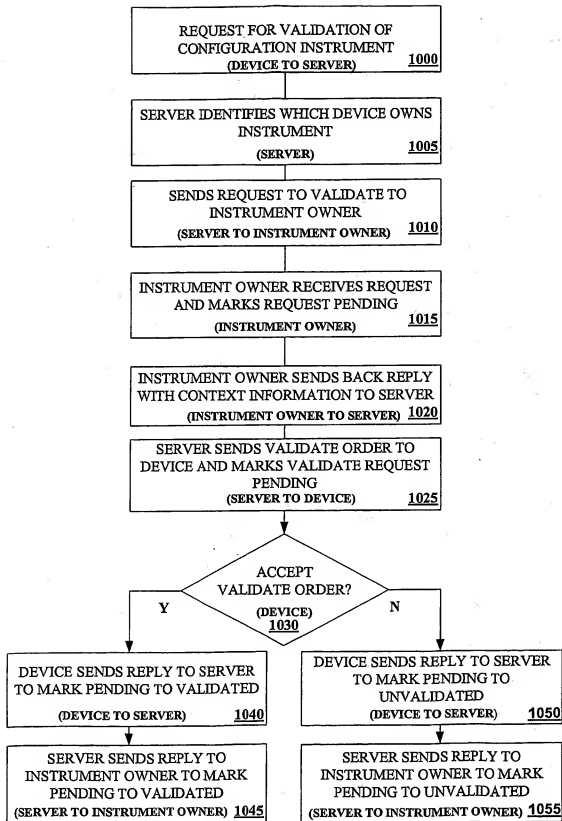 REQUEST FOR VALIDATION OF
CONFIGURATION INSTRUMENT
(DEVICE TO SERVER) 1000
SERVER IDENTIFIES WHICH DEVICE OWNS
INSTRUMENT
(SERVER) 1005
SENDS REQUEST TO VALIDATE TO
INSTRUMENT OWNER
(SERVER TO INSTRUMENT OWNER) 1010
INSTRUMENT OWNER RECEIVES REQUEST
AND MARKS REQUEST PENDING
(INSTRUMENT OWNER) 1015
INSTRUMENT OWNER SENDS BACK REPLY
WITH CONTEXT INFORMATION TO SERVER
(INSTRUMENT OWNER TO SERVER) 1020
SERVER SENDS VALIDATE ORDER TO
DEVICE AND MARKS VALIDATE REQUEST
PENDING
(SERVER TO DEVICE) 1025
ACCEPT
VALIDATE ORDER?
(DEVICE)
1030
Y
N
DEVICE SENDS REPLY TO SERVER
TO MARK PENDING TO VALIDATED
(DEVICE TO SERVER) 1040
SERVER SENDS REPLY TO
INSTRUMENT OWNER TO MARK
PENDING TO VALIDATED
(SERVER TO INSTRUMENT OWNER) 1045
DEVICE SENDS REPLY TO SERVER
TO MARK PENDING TO
UNVALIDATED
(DEVICE TO SERVER) 1050
SERVER SENDS REPLY TO
INSTRUMENT OWNER TO MARK
PENDING TO UNVALIDATED
(SERVER TO INSTRUMENT OWNER) 1055